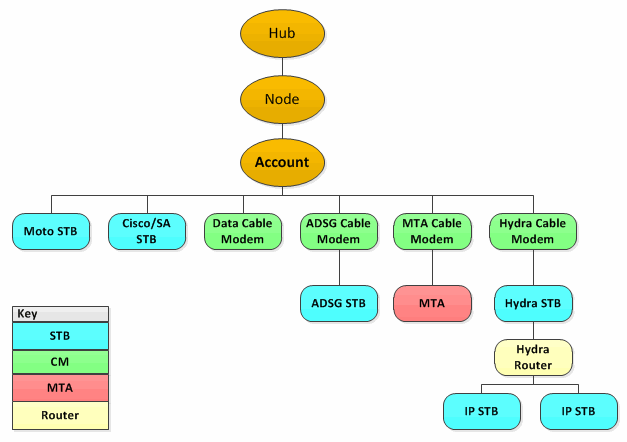 Hub
Node
Account
Moto STB
Cisco/SA
STB
Data Cable
Modem
ADSG Cable
Modem
MTA Cable
Modem
Hydra Cable
Modem
ADSG STB
MTA
Hydra STB
Hydra
Router
IP STB
IP STB
Key
STB
CM
MTA
Router